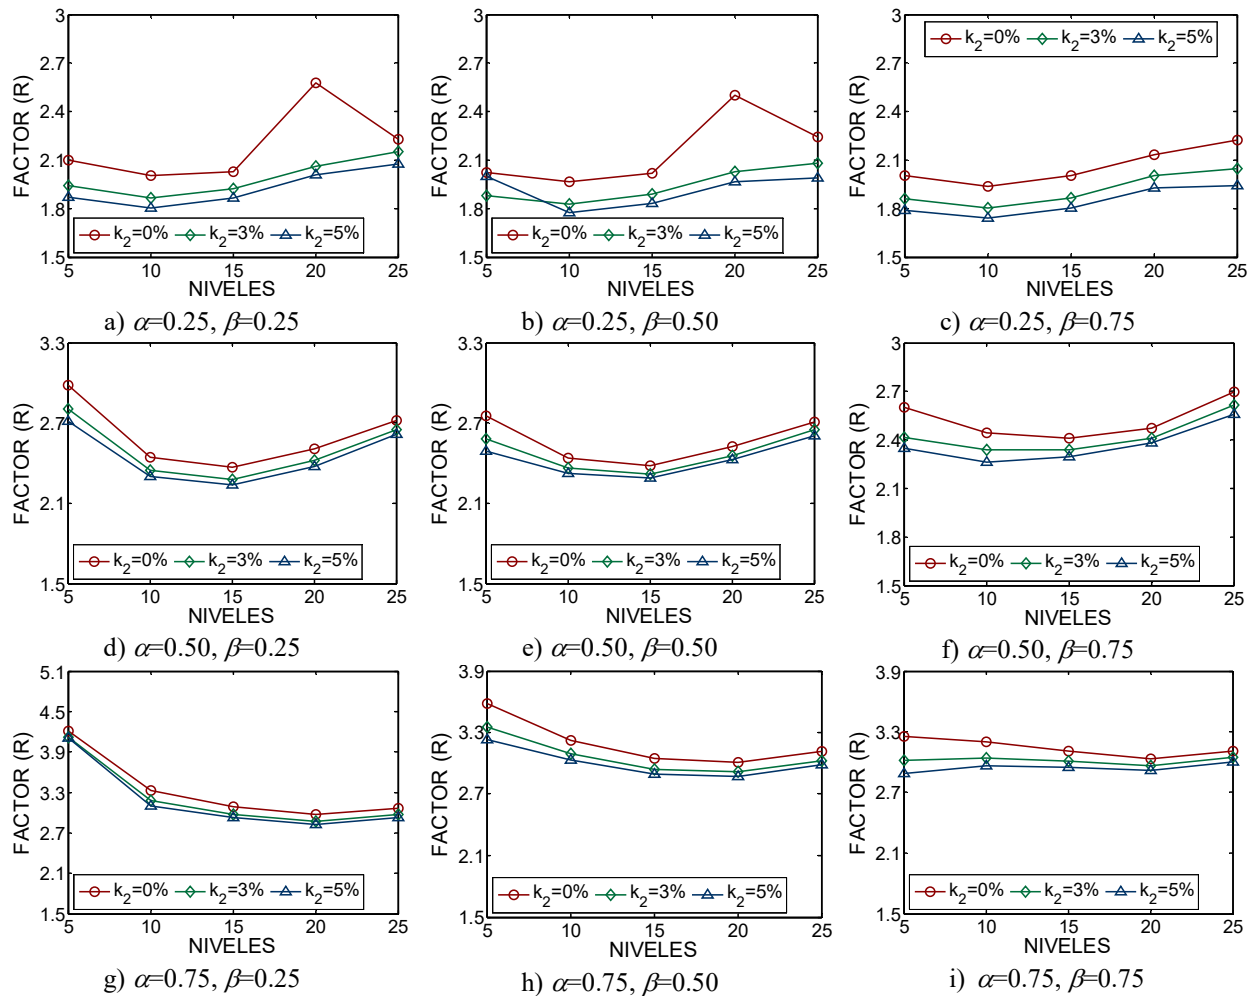 3
2.7
2.4
2.1
1.8
1.5
FACTOR (R)
k2=0% k2=3% k2=5%
5 10 15 20 25
NIVELES
a) α=0.25, β=0.25
3
2.7
2.4
2.1
1.8
1.5
FACTOR (R)
k2=0% k2=3% k2=5%
5 10 15 20 25
NIVELES
b) α=0.25, β=0.50
3
2.7
2.4
2.1
1.8
1.5
FACTOR (R)
k2=0% k2=3% k2=5%
5 10 15 20 25
NIVELES
c) α=0.25, β=0.75
3.3
2.7
2.1
1.5
FACTOR (R)
k2=0% k2=3% k2=5%
5 10 15 20 25
NIVELES
d) α=0.50, β=0.25
3.3
2.7
2.1
1.5
FACTOR (R)
k2=0% k2=3% k2=5%
5 10 15 20 25
NIVELES
e) α=0.50, β=0.50
3
2.7
2.4
2.1
1.8
1.5
FACTOR (R)
k2=0% k2=3% k2=5%
5 10 15 20 25
NIVELES
f) α=0.50, β=0.75
5.1
4.5
3.9
3.3
2.7
2.1
1.5
FACTOR (R)
k2=0% k2=3% k2=5%
5 10 15 20 25
NIVELES
g) α=0.75, β=0.25
3.9
3.3
2.7
2.1
1.5
FACTOR (R)
k2=0% k2=3% k2=5%
5 10 15 20 25
NIVELES
h) α=0.75, β=0.50
3.9
3.3
2.7
2.1
1.5
FACTOR (R)
k2=0% k2=3% k2=5%
5 10 15 20 25
NIVELES
i) α=0.75, β=0.75